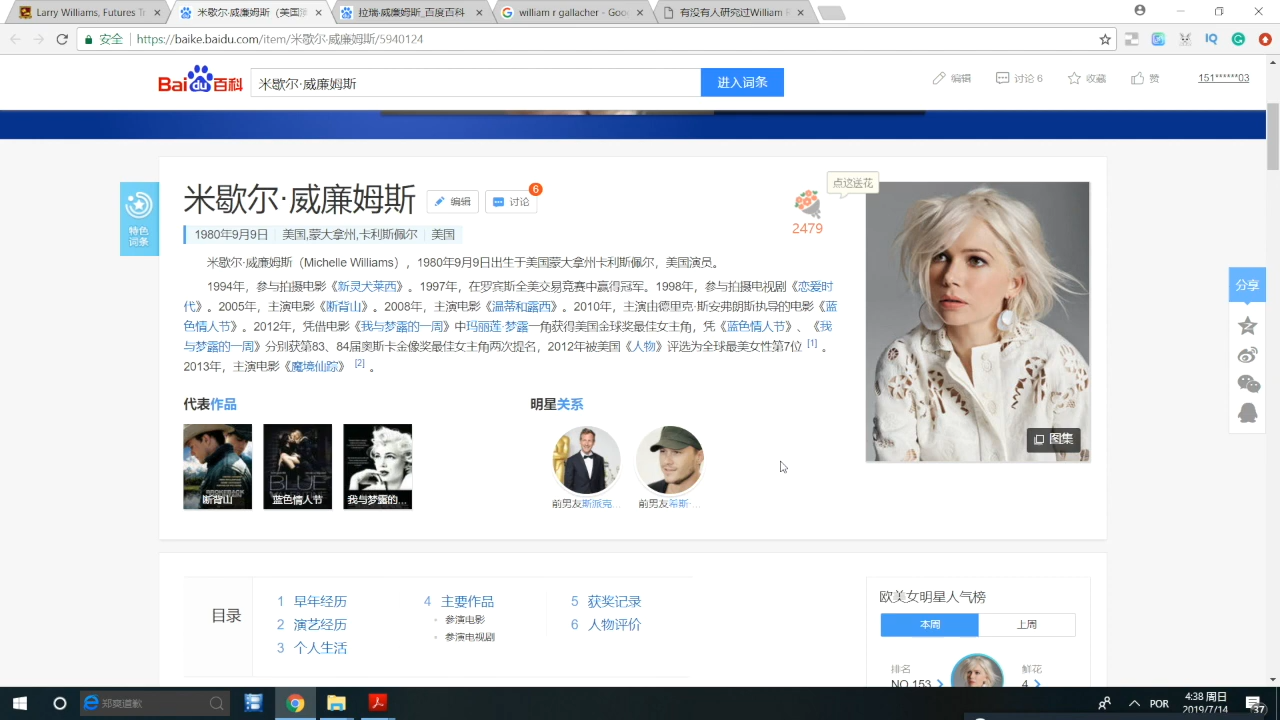 Larry Williams, Futures Tr
米歇尔·威廉姆斯（美国
拉瑞·威廉姆斯_百度百科
william r gallacher - Goo
有没有人研究过William
安全
https://baike.baidu.com/item/米歇尔·威廉姆斯/5940124
Baidu百科
米歇尔·威廉姆斯
进入词条
编辑
讨论 6
收藏
赞
151******03
特色
词条
米歇尔·威廉姆斯
编辑
讨论
6
点这送花
2479
1980年9月9日
美国,蒙大拿州,卡利斯佩尔
美国
米歇尔·威廉姆斯（Michelle Williams），1980年9月9日出生于美国蒙大拿州卡利斯佩尔，美国演员。
1994年，参与拍摄电影《新灵犬莱西》。1997年，在罗宾斯全美交易竞赛中赢得冠军。1998年，参与拍摄电视剧《恋爱时
代》。2005年，主演电影《断背山》。2008年，主演电影《温蒂和露西》。2010年，主演由德里克·斯安弗朗斯执导的电影《蓝
色情人节》。2012年，凭借电影《我与梦露的一周》中玛丽莲·梦露一角获得美国金球奖最佳女主角，凭《蓝色情人节》、《我
与梦露的一周》分别获第83、84届奥斯卡金像奖最佳女主角两次提名，2012年被美国《人物》评选为全球最美女性第7位 [1] 。
2013年，主演电影《魔境仙踪》 [2] 。
代表作品
明星关系
BROKEBACK
断背山
BLUE
蓝色情人节
我与梦露的...
前男友斯派克...
前男友希斯·...
图集
分享
目录
1 早年经历
2 演艺经历
3 个人生活
4 主要作品
参演电影
参演电视剧
5 获奖记录
6 人物评价
欧美女明星人气榜
本周
上周
排名
NO.153
鲜花
4
郑爽道歉
POR
4:38 周日
2019/7/14
37